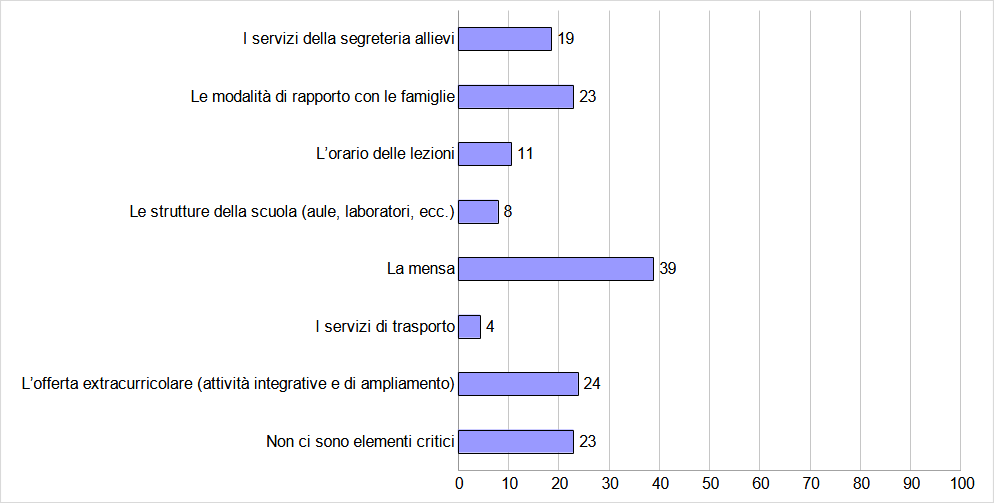 I servizi della segreteria allievi 19
Le modalità di rapporto con le famiglie 23
L’orario delle lezioni 11
Le strutture della scuola (aule, laboratori, ecc.) 8
La mensa 39
I servizi di trasporto 4
L’offerta extracurricolare (attività integrative e di ampliamento) 24
Non ci sono elementi critici 23
0 10 20 30 40 50 60 70 80 90 100